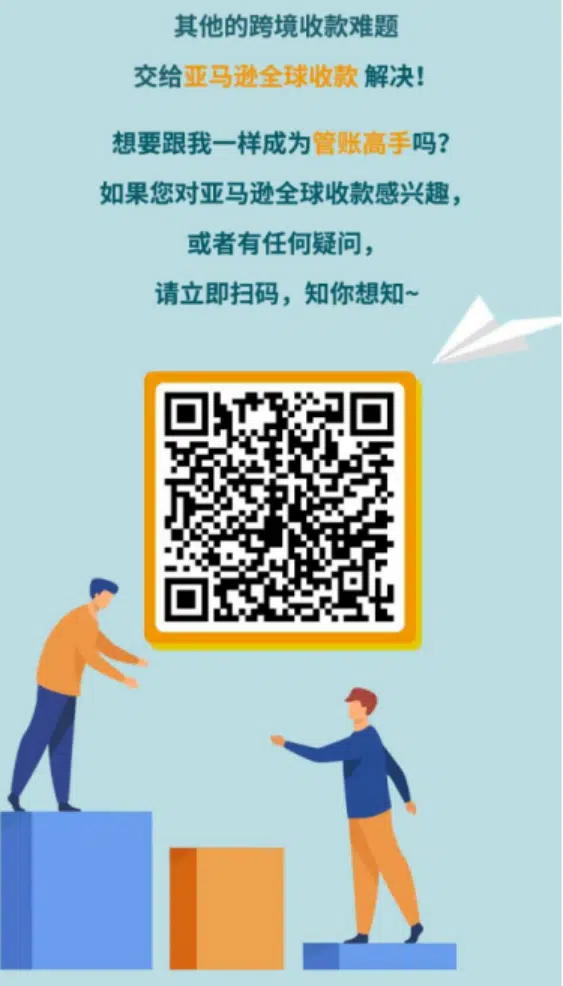 其他的跨境收款难题
交给亚马逊全球收款 解决！
想要跟我一样成为管账高手吗？
如果您对亚马逊全球收款感兴趣，
或者有任何疑问，
请立即扫码，知你想知~